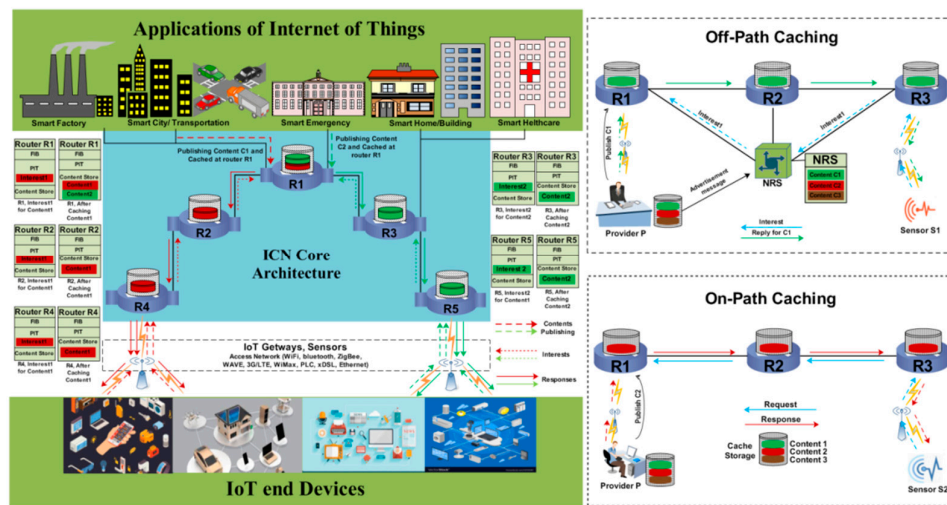 Applications of Internet of Things
Smart Factory
Smart City/ Transportation
Smart Emergency
Smart Home/Building
Smart Helthcare
Publishing Content C1 and
Cached at router R1
Publishing Content
C2 and Cached at
router R1
Router R1
FIB
PIT
Interest1
Content Store
R1, Interest1
for Content1
Router R1
FIB
PIT
Content Store
Content1
Content2
R1, After
Caching
Content1
Router R2
FIB
PIT
Interest1
Content Store
R2, Interest1
for Content1
Router R2
FIB
PIT
Content Store
Content1
R2, After
Caching
Content1
Router R4
FIB
PIT
Interest1
Content Store
R4, Interest1
for Content1
Router R4
FIB
PIT
Content Store
Content1
R4, After
Caching
Content1
R1
R2
R3
R4
R5
ICN Core
Architecture
Router R3
FIB
PIT
Interest2
Content Store
R3, Interest2
for Content2
Router R3
FIB
PIT
Content Store
Content2
R3, After
Caching
Content2
Router R5
FIB
PIT
Interest 2
Content Store
R5, Interest2
for Content1
Router R5
FIB
PIT
Content Store
Content2
R5, After
Caching
Content2
Contents
Publishing
Interests
Responses
IoT Getways, Sensors
Access Network (WiFi, bluetooth, ZigBee,
WAVE, 3G/LTE, WiMax, PLC, xDSL, Ethernet)
IoT end Devices
Off-Path Caching
R1
R2
R3
Interest1
Interest1
Publish C1
NRS
NRS
Content C1
Content C2
Content C3
Advertisement
message
Provider P
Interest
Reply for C1
Sensor S1
On-Path Caching
R1
R2
R3
Publish C2
Request
Response
Cache
Storage
Content 1
Content 2
Content 3
Provider P
Sensor S2